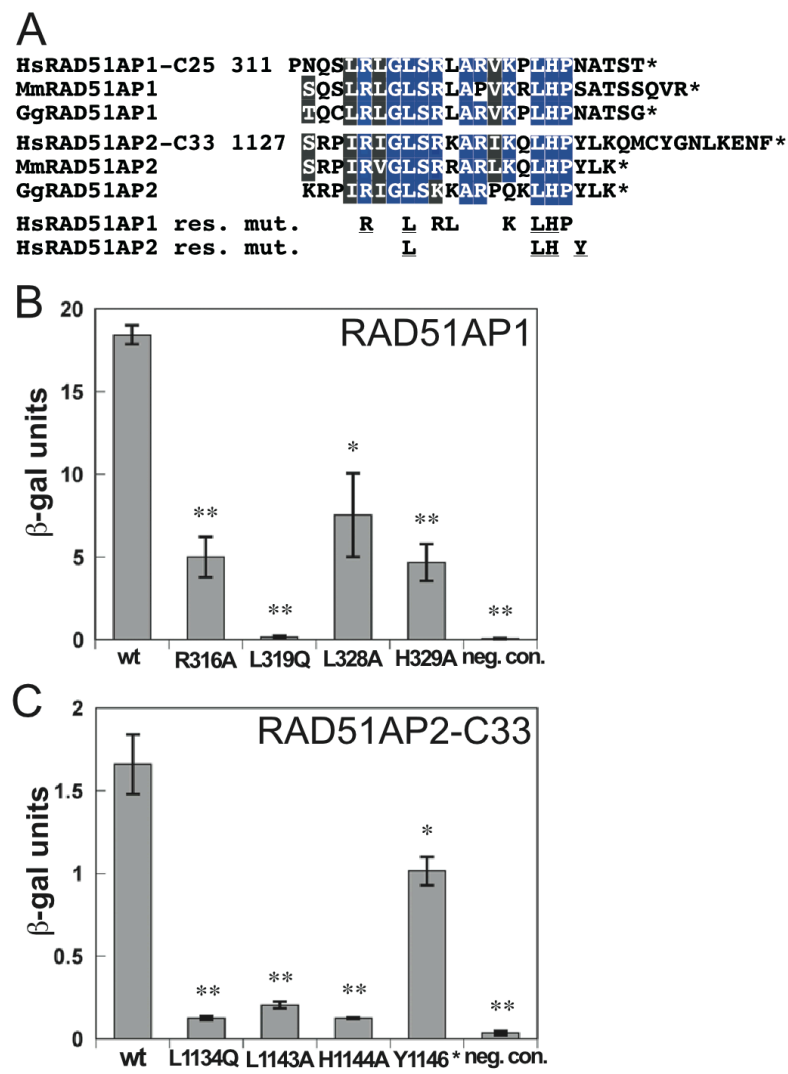 A
HsRAD51AP1-C25 311 PNQSLRLGLSRLARVKPLHPNATST*
MmRAD51AP1 SQSLRLGLSRLAPVKRLHPSATSSQVR*
GgRAD51AP1 TQCLRLGLSRLARVKPLHPNATSG*
HsRAD51AP2-C33 1127 SRPIRIGLSRKARIKQLHPYLKQMCYGNLKENF*
MmRAD51AP2 SRPIRVGLSRRARLKQLHPYLK*
GgRAD51AP2 KRPIRIGLSKKARPQKLHPYLK*
HsRAD51AP1 res. mut. R L RL K LHP
HsRAD51AP2 res. mut. L LH Y
B
RAD51AP1
β-gal units
20
15
10
5
0
**
**
*
**
**
wt R316A L319Q L328A H329A neg. con.
C
RAD51AP2-C33
β-gal units
2
1.5
1
0.5
0
**
**
**
*
**
wt L1134Q L1143A H1144A Y1146* neg. con.